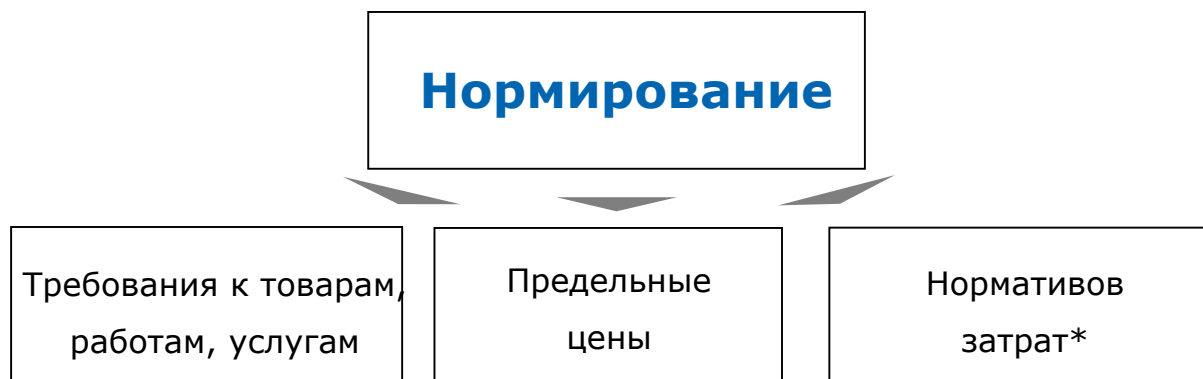 Нормирование
Требования к товарам,
работам, услугам
Предельные
цены
Нормативов
затрат*